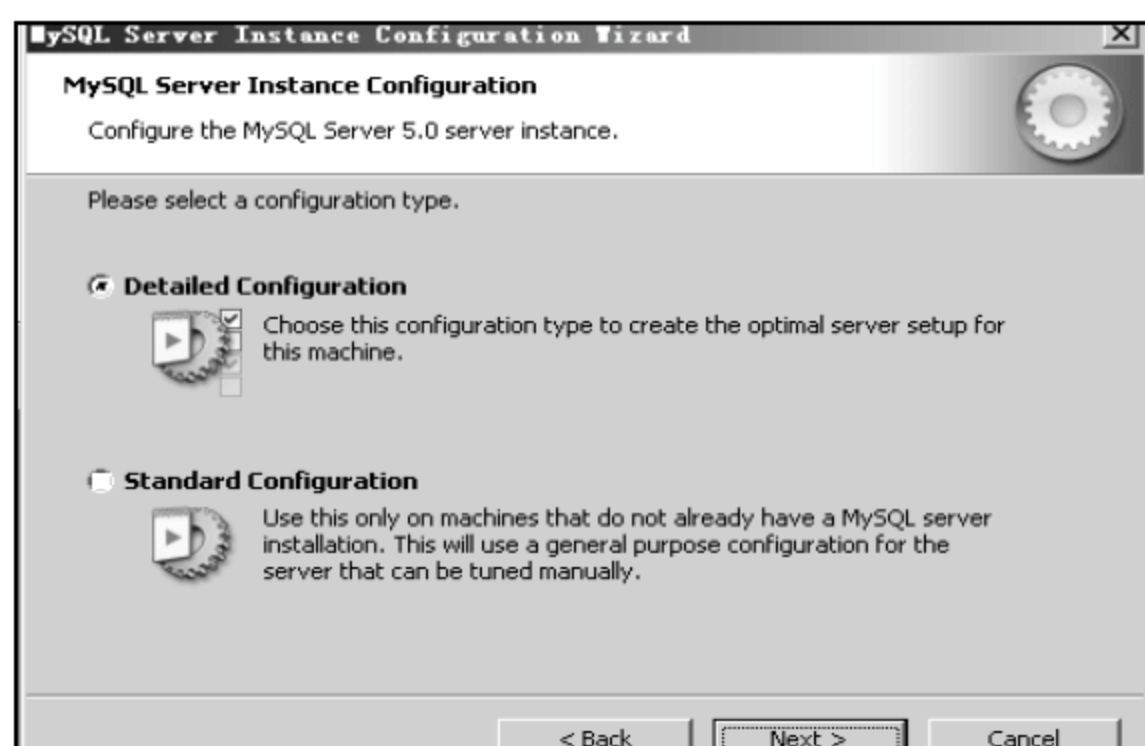 MySQL Server Instance Configuration Wizard
MySQL Server Instance Configuration
Configure the MySQL Server 5.0 server instance.
Please select a configuration type.
Detailed Configuration
Choose this configuration type to create the optimal server setup for
this machine.
Standard Configuration
Use this only on machines that do not already have a MySQL server
installation. This will use a general purpose configuration for the
server that can be tuned manually.
< Back
Next >
Cancel